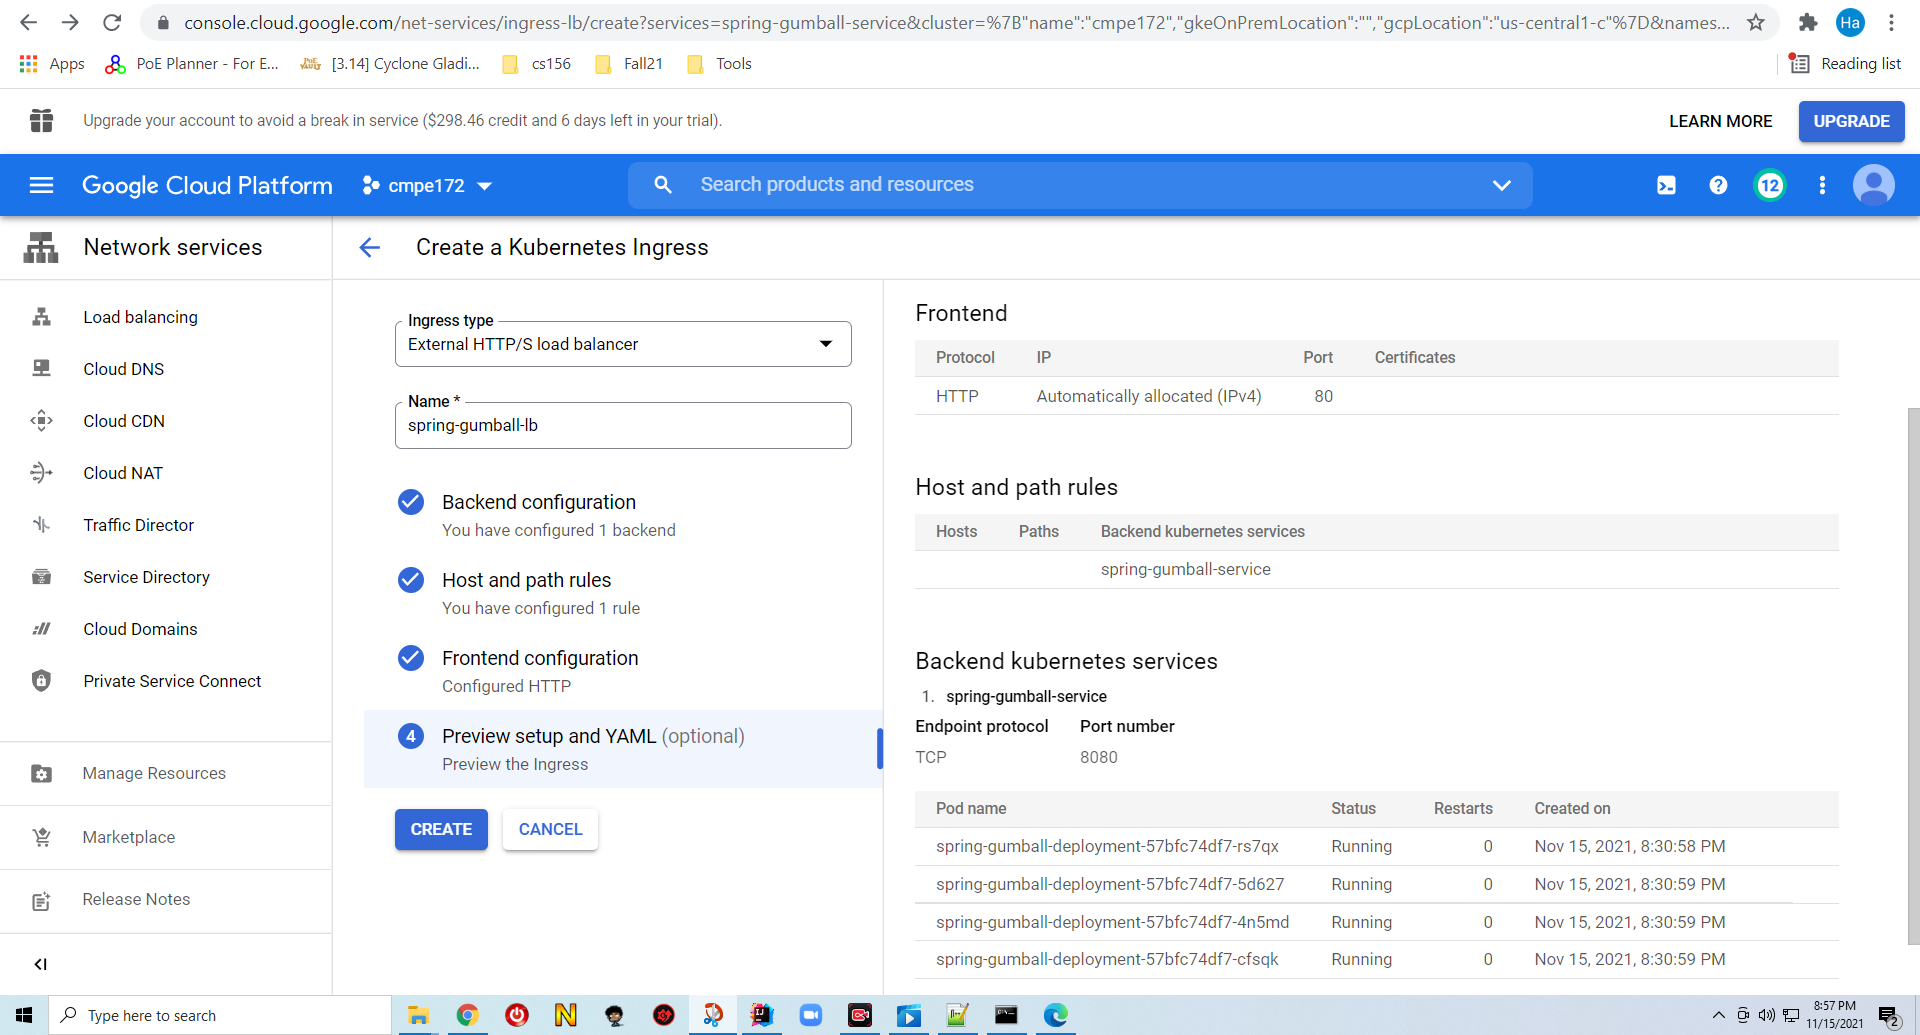 console.cloud.google.com/net-services/ingress-lb/create?services=spring-gumball-service&cluster=%7B"name":"cmpe172","gkeOnPremLocation":"","gcpLocation":"us-central1-c"%7D&names...
Ha
Apps
PoE Planner - For E...
[3.14] Cyclone Gladi...
cs156
Fall21
Tools
Reading list
Upgrade your account to avoid a break in service ($298.46 credit and 6 days left in your trial).
LEARN MORE
UPGRADE
Google Cloud Platform
cmpe172
Search products and resources
12
Network services
Create a Kubernetes Ingress
Load balancing
Cloud DNS
Cloud CDN
Cloud NAT
Traffic Director
Service Directory
Cloud Domains
Private Service Connect
Manage Resources
Marketplace
Release Notes
Ingress type
External HTTP/S load balancer
Name *
spring-gumball-lb
Backend configuration
You have configured 1 backend
Host and path rules
You have configured 1 rule
Frontend configuration
Configured HTTP
4 Preview setup and YAML (optional)
Preview the Ingress
CREATE
CANCEL
Frontend
Protocol IP Port Certificates
HTTP Automatically allocated (IPv4) 80
Host and path rules
Hosts Paths Backend kubernetes services
spring-gumball-service
Backend kubernetes services
1. spring-gumball-service
Endpoint protocol Port number
TCP 8080
Pod name Status Restarts Created on
spring-gumball-deployment-57bfc74df7-rs7qx Running 0 Nov 15, 2021, 8:30:58 PM
spring-gumball-deployment-57bfc74df7-5d627 Running 0 Nov 15, 2021, 8:30:59 PM
spring-gumball-deployment-57bfc74df7-4n5md Running 0 Nov 15, 2021, 8:30:59 PM
spring-gumball-deployment-57bfc74df7-cfsqk Running 0 Nov 15, 2021, 8:30:59 PM
Type here to search
8:57 PM
11/15/2021
2